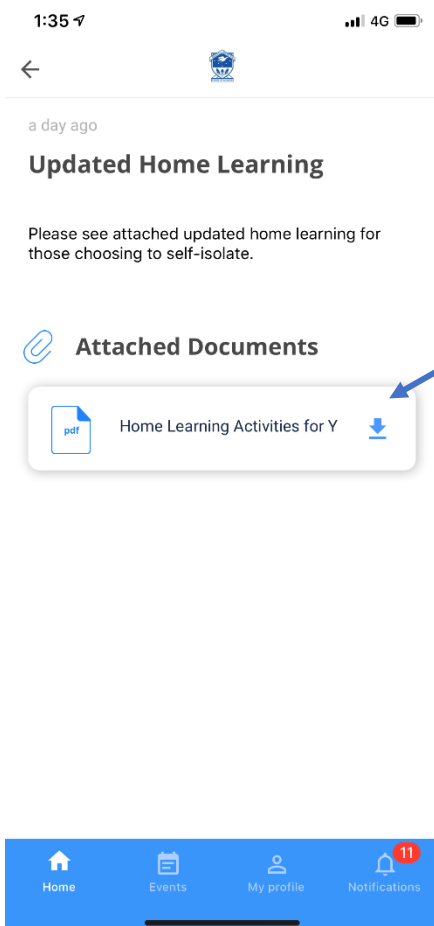 1:35
4G
a day ago
Updated Home Learning
Please see attached updated home learning for
those choosing to self-isolate.
Attached Documents
pdf
Home Learning Activities for Y
11
Home
Events
My profile
Notifications